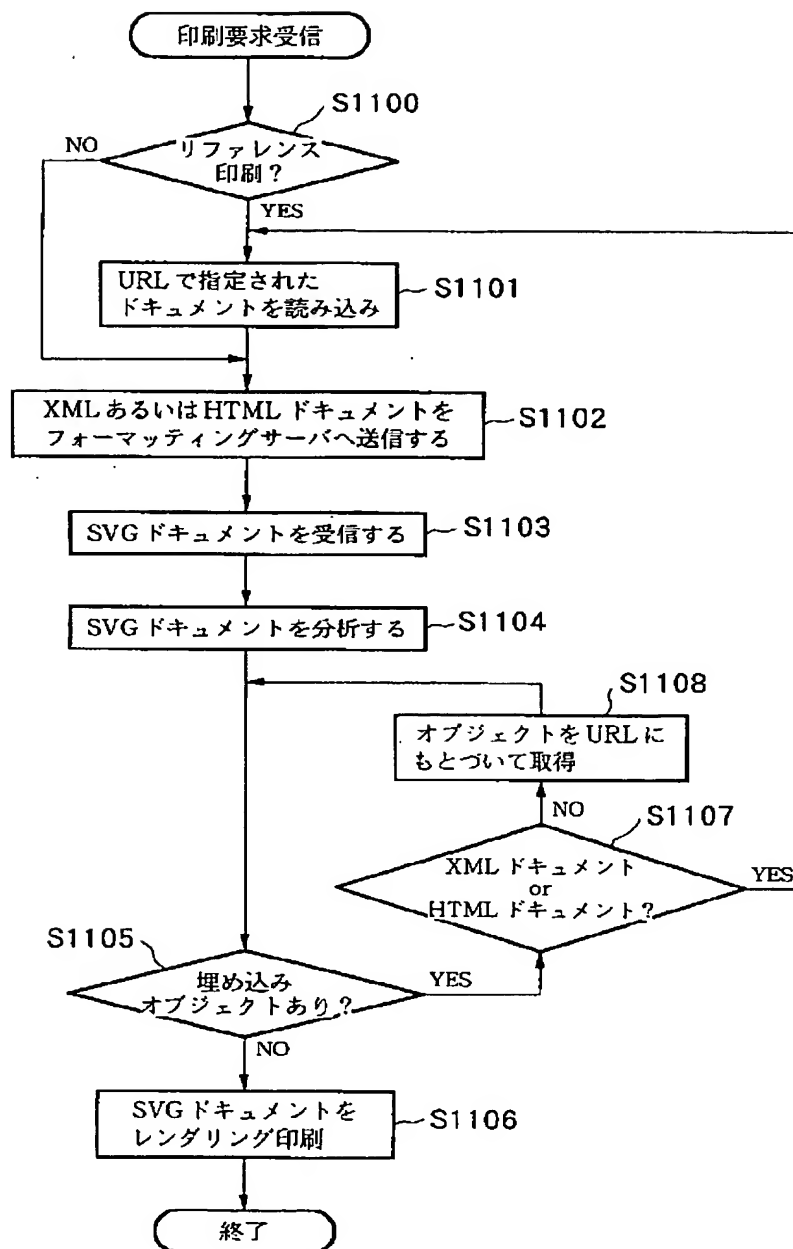 印刷要求受信
S1100
リファレンス
印刷?
NO
YES
URLで指定された
ドキュメントを読み込み
S1101
XMLあるいはHTMLドキュメントを
フォーマッティングサーバへ送信する
S1102
SVGドキュメントを受信する
S1103
SVGドキュメントを分析する
S1104
S1108
オブジェクトをURLに
もとづいて取得
NO
S1107
XMLドキュメント
or
HTMLドキュメント?
YES
S1105
埋め込み
オブジェクトあり?
YES
NO
SVGドキュメントを
レンダリング印刷
S1106
終了